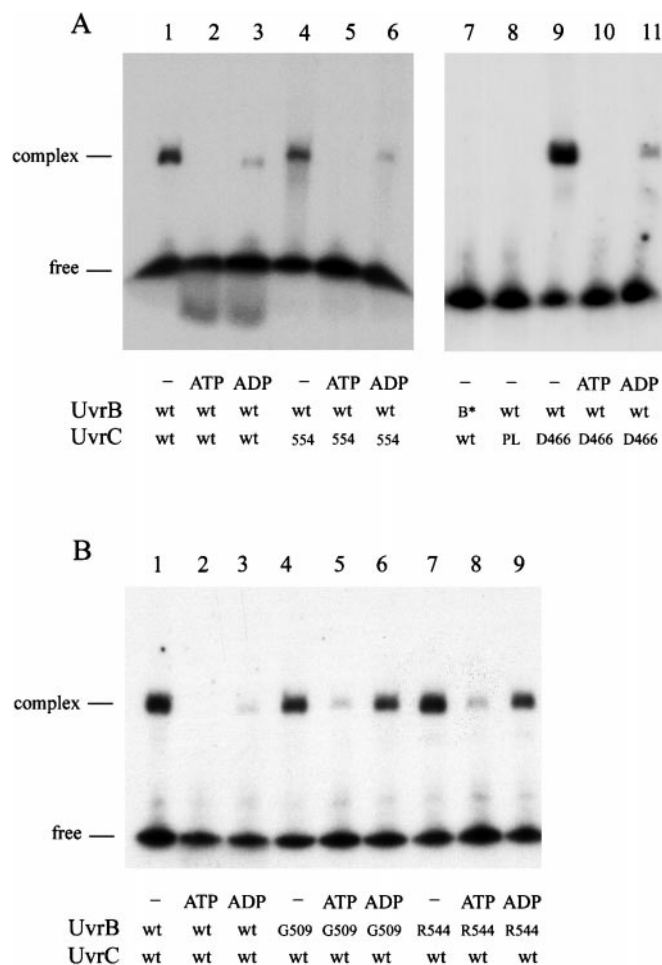 A
1 2 3 4 5 6 7 8 9 10 11
complex
free
– ATP ADP – ATP ADP – – – ATP ADP
UvrB wt wt wt wt wt wt B* wt wt wt wt
UvrC wt wt wt 554 554 554 wt PL D466 D466 D466
B
1 2 3 4 5 6 7 8 9
complex
free
– ATP ADP – ATP ADP – ATP ADP
UvrB wt wt wt G509 G509 G509 R544 R544 R544
UvrC wt wt wt wt wt wt wt wt wt